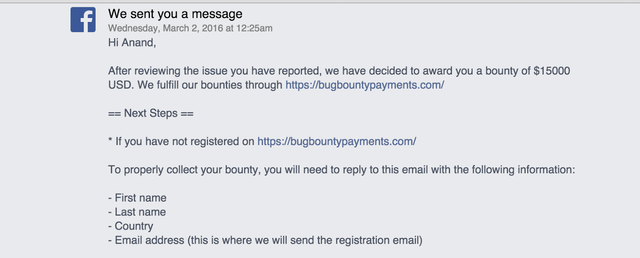 We sent you a message
Wednesday, March 2, 2016 at 12:25am
Hi Anand,
After reviewing the issue you have reported, we have decided to award you a bounty of $15000
USD. We fulfill our bounties through https://bugbountypayments.com/
== Next Steps ==
* If you have not registered on https://bugbountypayments.com/
To properly collect your bounty, you will need to reply to this email with the following information:
- First name
- Last name
- Country
- Email address (this is where we will send the registration email)